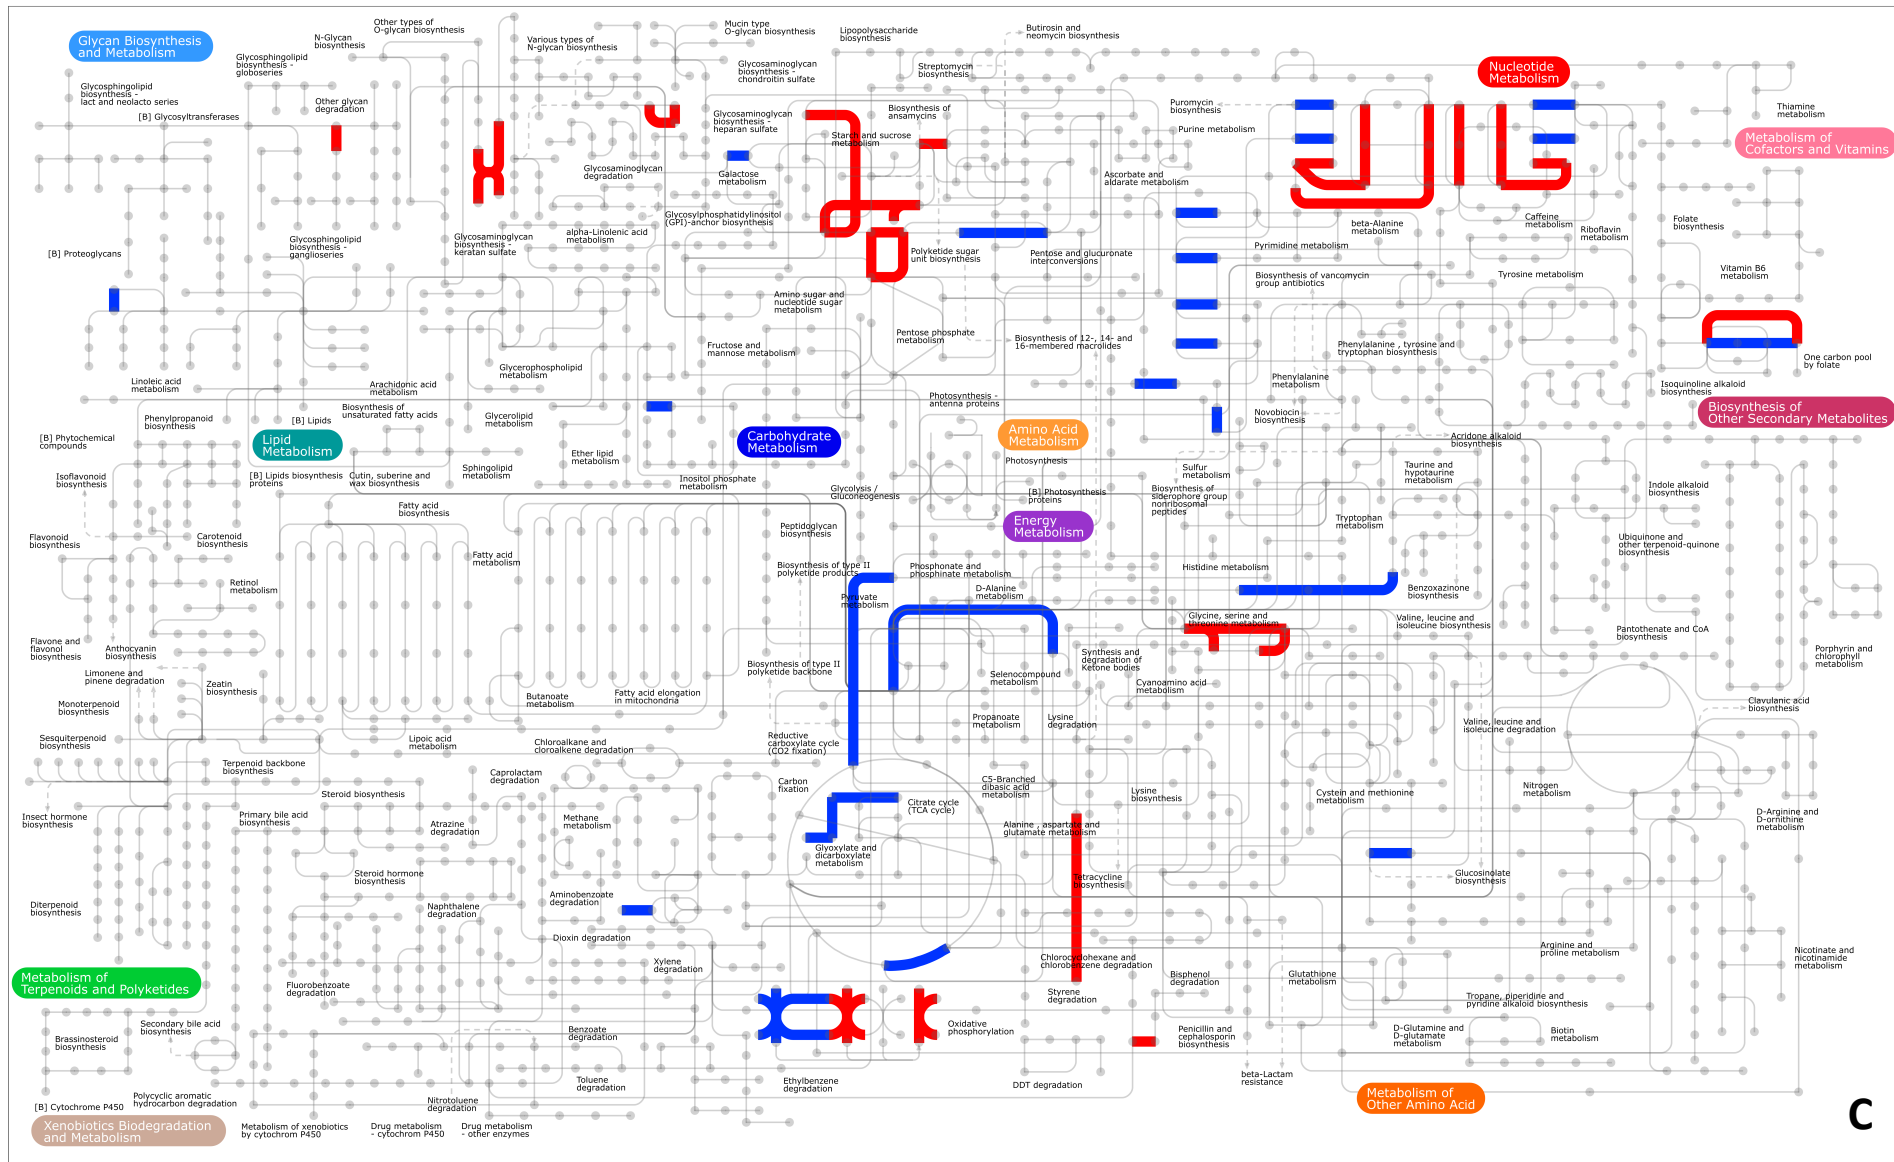 Glycan Biosynthesis
and Metabolism
Other types of
O-glycan biosynthesis
N-Glycan
biosynthesis
Various types of
N-glycan biosynthesis
Mucin type
O-glycan biosynthesis
Lipopolysaccharide
biosynthesis
Butirosin and
neomycin biosynthesis
Glycosphingolipid
biosynthesis -
globoseries
Glycosaminoglycan
biosynthesis -
chondroitin sulfate
Streptomycin
biosynthesis
Nucleotide
Metabolism
Glycosphingolipid
biosynthesis -
lact and neolacto series
Other glycan
degradation
[B] Glycosyltransferases
Glycosaminoglycan
biosynthesis -
heparan sulfate
Biosynthesis of
ansamycins
Puromycin
biosynthesis
Thiamine
metabolism
Starch and sucrose
metabolism
Purine metabolism
Metabolism of
Cofactors and Vitamins
Glycosaminoglycan
degradation
Galactose
metabolism
Ascorbate and
aldarate metabolism
Glycosylphosphatidylinositol
(GPI)-anchor biosynthesis
beta-Alanine
metabolism
Caffeine
metabolism
Riboflavin
metabolism
Folate
biosynthesis
[B] Proteoglycans
Glycosphingolipid
biosynthesis -
ganglioseries
Glycosaminoglycan
biosynthesis -
keratan sulfate
alpha-Linolenic acid
metabolism
Polyketide sugar
unit biosynthesis
Pentose and glucuronate
interconversions
Pyrimidine metabolism
Biosynthesis of vancomycin
group antibiotics
Tyrosine metabolism
Vitamin B6
metabolism
Amino sugar and
nucleotide sugar
metabolism
Pentose phosphate
metabolism
Biosynthesis of 12-, 14- and
16-membered macrolides
Fructose and
mannose metabolism
Phenylalanine , tyrosine and
tryptophan biosynthesis
One carbon pool
by folate
Linoleic acid
metabolism
Arachidonic acid
metabolism
Glycerophospholipid
metabolism
Phenylalanine
metabolism
Isoquinoline alkaloid
biosynthesis
Photosynthesis -
antenna proteins
Phenylpropanoid
biosynthesis
[B] Lipids
Biosynthesis of
unsaturated fatty acids
Glycerolipid
metabolism
Novobiocin
biosynthesis
Biosynthesis of
Other Secondary Metabolites
[B] Phytochemical
compounds
Lipid
Metabolism
Carbohydrate
Metabolism
Amino Acid
Metabolism
Acridone alkaloid
biosynthesis
Ether lipid
metabolism
Photosynthesis
Isoflavonoid
biosynthesis
[B] Lipids biosynthesis
proteins
Cutin, suberine and
wax biosynthesis
Sphingolipid
metabolism
Inositol phosphate
metabolism
Glycolysis /
Gluconeogenesis
[B] Photosynthesis
proteins
Sulfur
metabolism
Biosynthesis of
siderophore group
nonribosomal
peptides
Taurine and
hypotaurine
metabolism
Indole alkaloid
biosynthesis
Fatty acid
biosynthesis
Peptidoglycan
biosynthesis
Energy
Metabolism
Tryptophan
metabolism
Flavonoid
biosynthesis
Carotenoid
biosynthesis
Ubiquinone and
other terpenoid-quinone
biosynthesis
Fatty acid
metabolism
Biosynthesis of type II
polyketide products
Phosphonate and
phosphinate metabolism
Histidine metabolism
Retinol
metabolism
Pyruvate
metabolism
D-Alanine
metabolism
Benzoxazinone
biosynthesis
Glycine, serine and
threonine metabolism
Valine, leucine and
isoleucine biosynthesis
Pantothenate and CoA
biosynthesis
Flavone and
flavonol
biosynthesis
Anthocyanin
biosynthesis
Biosynthesis of type II
polyketide backbone
Synthesis and
degradation of
Ketone bodies
Porphyrin and
chlorophyll
metabolism
Limonene and
pinene degradation
Zeatin
biosynthesis
Selenocompound
metabolism
Cyanoamino acid
metabolism
Butanoate
metabolism
Fatty acid elongation
in mitochondria
Monoterpenoid
biosynthesis
Clavulanic acid
biosynthesis
Propanoate
metabolism
Lysine
degradation
Valine, leucine and
isoleucine degradation
Sesquiterpenoid
biosynthesis
Lipoic acid
metabolism
Chloroalkane and
cloroalkene degradation
Reductive
carboxylate cycle
(CO2 fixation)
Terpenoid backbone
biosynthesis
Caprolactam
degradation
Carbon
fixation
C5-Branched
dibasic acid
metabolism
Lysine
biosynthesis
Cystein and methionine
metabolism
Nitrogen
metabolism
Steroid biosynthesis
Citrate cycle
(TCA cycle)
Insect hormone
biosynthesis
Primary bile acid
biosynthesis
Atrazine
degradation
Methane
metabolism
Alanine , aspartate and
glutamate metabolism
D-Arginine and
D-ornithine
metabolism
Glyoxylate and
dicarboxylate
metabolism
Steroid hormone
biosynthesis
Tetracycline
biosynthesis
Glucosinolate
biosynthesis
Aminobenzoate
degradation
Diterpenoid
biosynthesis
Naphthalene
degradation
Dioxin degradation
Arginine and
proline metabolism
Nicotinate and
nicotinamide
metabolism
Xylene
degradation
Chlorocyclohexane and
chlorobenzene degradation
Bisphenol
degradation
Glutathione
metabolism
Metabolism of
Terpenoids and Polyketides
Fluorobenzoate
degradation
Styrene
degradation
Tropane, piperidine and
pyridine alkaloid biosynthesis
Secondary bile acid
biosynthesis
Benzoate
degradation
Oxidative
phosphorylation
Penicillin and
cephalosporin
biosynthesis
D-Glutamine and
D-glutamate
metabolism
Biotin
metabolism
Brassinosteroid
biosynthesis
Toluene
degradation
Ethylbenzene
degradation
DDT degradation
beta-Lactam
resistance
[B] Cytochrome P450
Polycyclic aromatic
hydrocarbon degradation
Nitrotoluene
degradation
Metabolism of
Other Amino Acid
Xenobiotics Biodegradation
and Metabolism
Metabolism of xenobiotics
by cytochrom P450
Drug metabolism
- cytochrom P450
Drug metabolism
- other enzymes
C